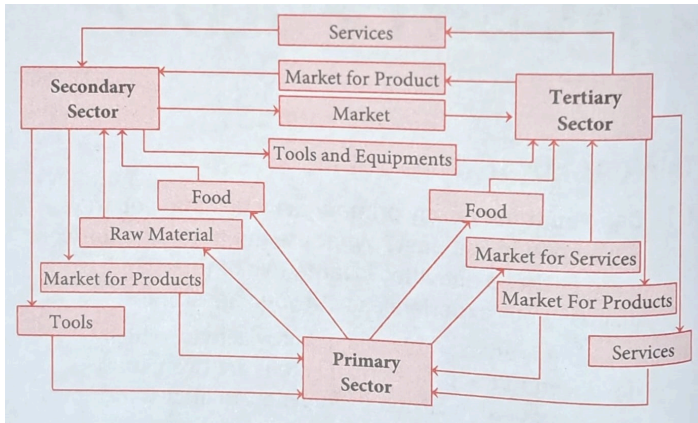 Services
Market for Product
Secondary
Sector
Tertiary
Sector
Market
Tools and Equipments
Food
Food
Raw Material
Market for Services
Market for Products
Market For Products
Tools
Services
Primary
Sector